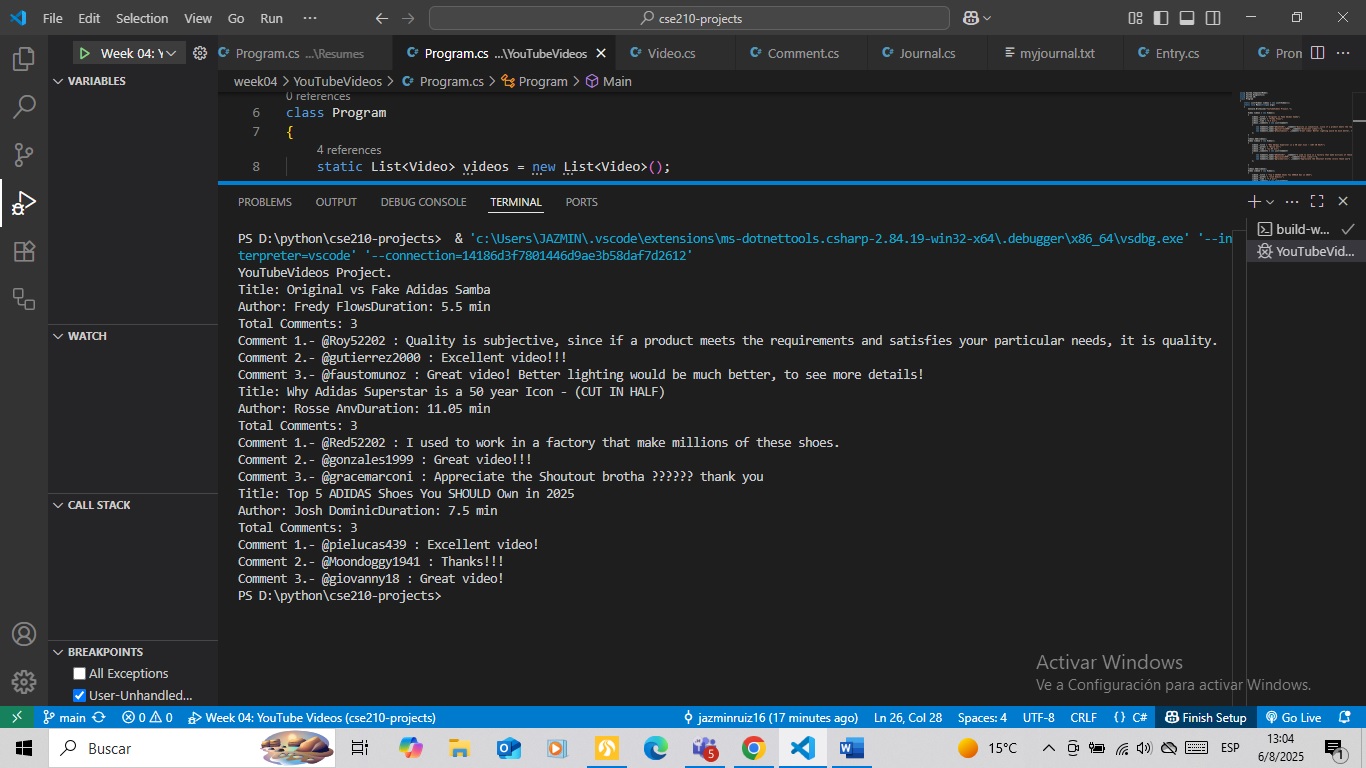 File Edit Selection View Go Run ··· cse210-projects
Week 04: Y
Program.cs ...\Resumes Program.cs ...\YouTubeVideos Video.cs Comment.cs Journal.cs myjournal.txt Entry.cs Pron
VARIABLES
week04 > YouTubeVideos > Program.cs > Program > Main
0 references
6 class Program
7 {
4 references
8 static List<Video> videos = new List<Video>();
PROBLEMS OUTPUT DEBUG CONSOLE TERMINAL PORTS
PS D:\python\cse210-projects>  & 'c:\Users\JAZMIN\.vscode\extensions\ms-dotnettools.csharp-2.84.19-win32-x64\.debugger\x86_64\vsdbg.exe' '--in
terpreter=vscode' '--connection=14186d3f7801446d9ae3b58daf7d2612'
YouTubeVideos Project.
Title: Original vs Fake Adidas Samba
Author: Fredy FlowsDuration: 5.5 min
Total Comments: 3
Comment 1.- @Roy52202 : Quality is subjective, since if a product meets the requirements and satisfies your particular needs, it is quality.
Comment 2.- @gutierrez2000 : Excellent video!!!
Comment 3.- @faustomunoz : Great video! Better lighting would be much better, to see more details!
Title: Why Adidas Superstar is a 50 year Icon - (CUT IN HALF)
Author: Rosse AnvDuration: 11.05 min
Total Comments: 3
Comment 1.- @Red52202 : I used to work in a factory that make millions of these shoes.
Comment 2.- @gonzales1999 : Great video!!!
Comment 3.- @gracemarconi : Appreciate the Shoutout brotha ?????? thank you
Title: Top 5 ADIDAS Shoes You SHOULD Own in 2025
Author: Josh DominicDuration: 7.5 min
Total Comments: 3
Comment 1.- @pielucas439 : Excellent video!
Comment 2.- @Moondoggy1941 : Thanks!!!
Comment 3.- @giovanny18 : Great video!
PS D:\python\cse210-projects>
build-w...
YouTubeVid...
WATCH
CALL STACK
BREAKPOINTS
All Exceptions
User-Unhandled...
Activar Windows
Ve a Configuración para activar Windows.
main 0 0 Week 04: YouTube Videos (cse210-projects) jazminruiz16 (17 minutes ago) Ln 26, Col 28 Spaces: 4 UTF-8 CRLF {} C# Finish Setup Go Live
Buscar 5 15°C ESP 13:04
6/8/2025 1